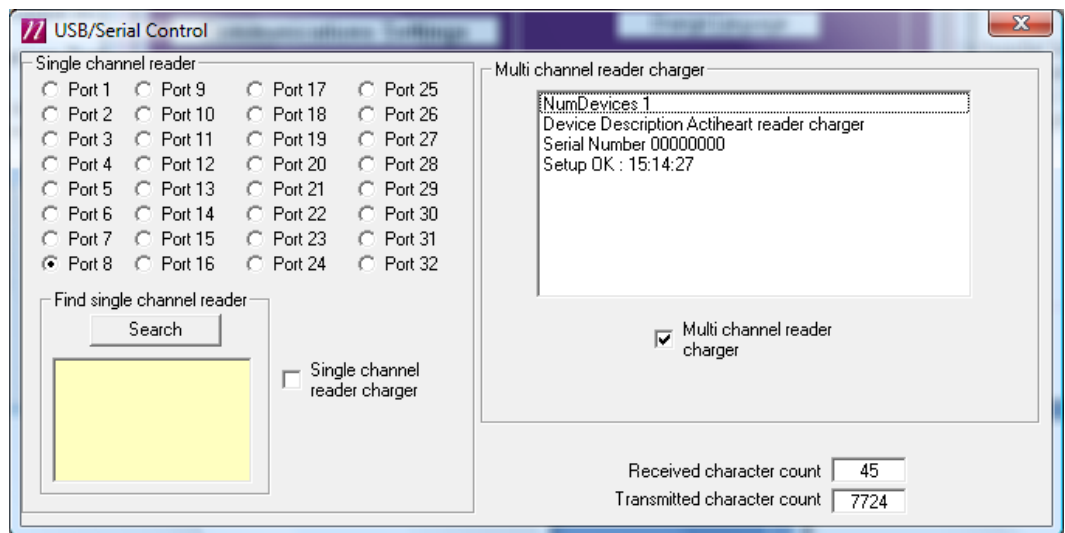 USB/Serial Control
Single channel reader
Port 1 Port 9 Port 17 Port 25
Port 2 Port 10 Port 18 Port 26
Port 3 Port 11 Port 19 Port 27
Port 4 Port 12 Port 20 Port 28
Port 5 Port 13 Port 21 Port 29
Port 6 Port 14 Port 22 Port 30
Port 7 Port 15 Port 23 Port 31
Port 8 Port 16 Port 24 Port 32
Find single channel reader
Search
Single channel
reader charger
Multi channel reader charger
NumDevices 1
Device Description Actiheart reader charger
Serial Number 00000000
Setup OK : 15:14:27
Multi channel reader
charger
Received character count 45
Transmitted character count 7724